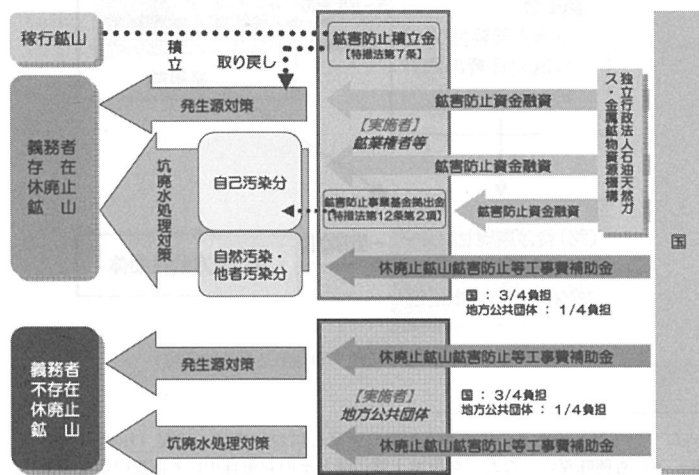 稼行鉱山
積立
取り戻し
鉱害防止積立金
【特措法第7条】
発生源対策
鉱害防止資金融資
独立行政法人石油天然ガス・金属鉱物資源機構
[実施者]
鉱業権者等
義務者
存在
休廃止
鉱山
坑廃水処理対策
自己汚染分
鉱害防止資金融資
鉱害防止事業基金拠出金
【特措法第12条第2項】
鉱害防止資金融資
国
自然汚染・
他者汚染分
休廃止鉱山鉱害防止等工事費補助金
国 : 3/4負担
地方公共団体 : 1/4負担
義務者
不存在
休廃止
鉱山
発生源対策
休廃止鉱山鉱害防止等工事費補助金
[実施者]
地方公共団体
国 : 3/4負担
地方公共団体 : 1/4負担
坑廃水処理対策
休廃止鉱山鉱害防止等工事費補助金